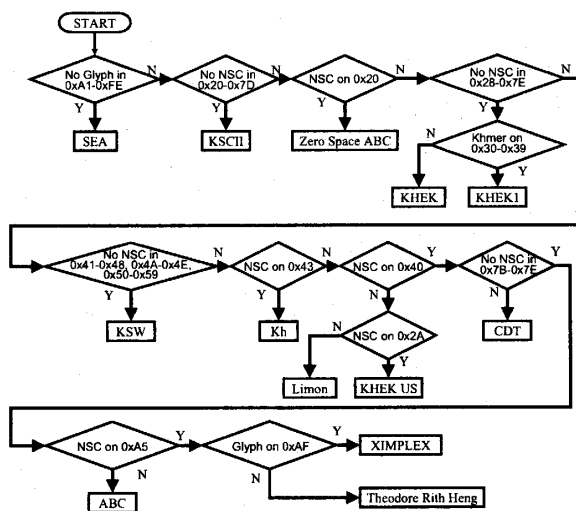 START
No Glyph in
0xA1-0xFE
N
Y
SEA
No NSC in
0x20-0x7D
N
Y
KSCII
NSC on 0x20
N
Y
Zero Space ABC
No NSC in
0x28-0x7E
N
Y
Khmer on
0x30-0x39
N
Y
KHEK
KHEK1
No NSC in
0x41-0x48, 0x4A-0x4E,
0x50-0x59
N
Y
KSW
NSC on 0x43
N
Y
Kh
NSC on 0x40
Y
N
NSC on 0x2A
N
Y
Limon
KHEK US
No NSC in
0x7B-0x7E
Y
N
CDT
NSC on 0xA5
Y
N
ABC
Glyph on 0xAF
Y
N
XIMPLEX
Theodore Rith Heng